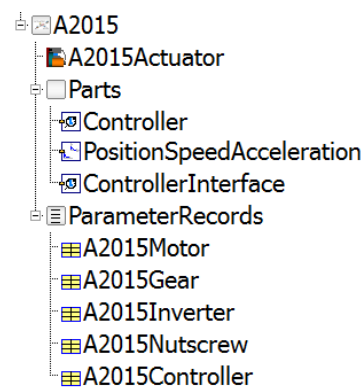 A2015
A2015Actuator
Parts
Controller
PositionSpeedAcceleration
ControllerInterface
ParameterRecords
A2015Motor
A2015Gear
A2015Inverter
A2015Nutscrew
A2015Controller